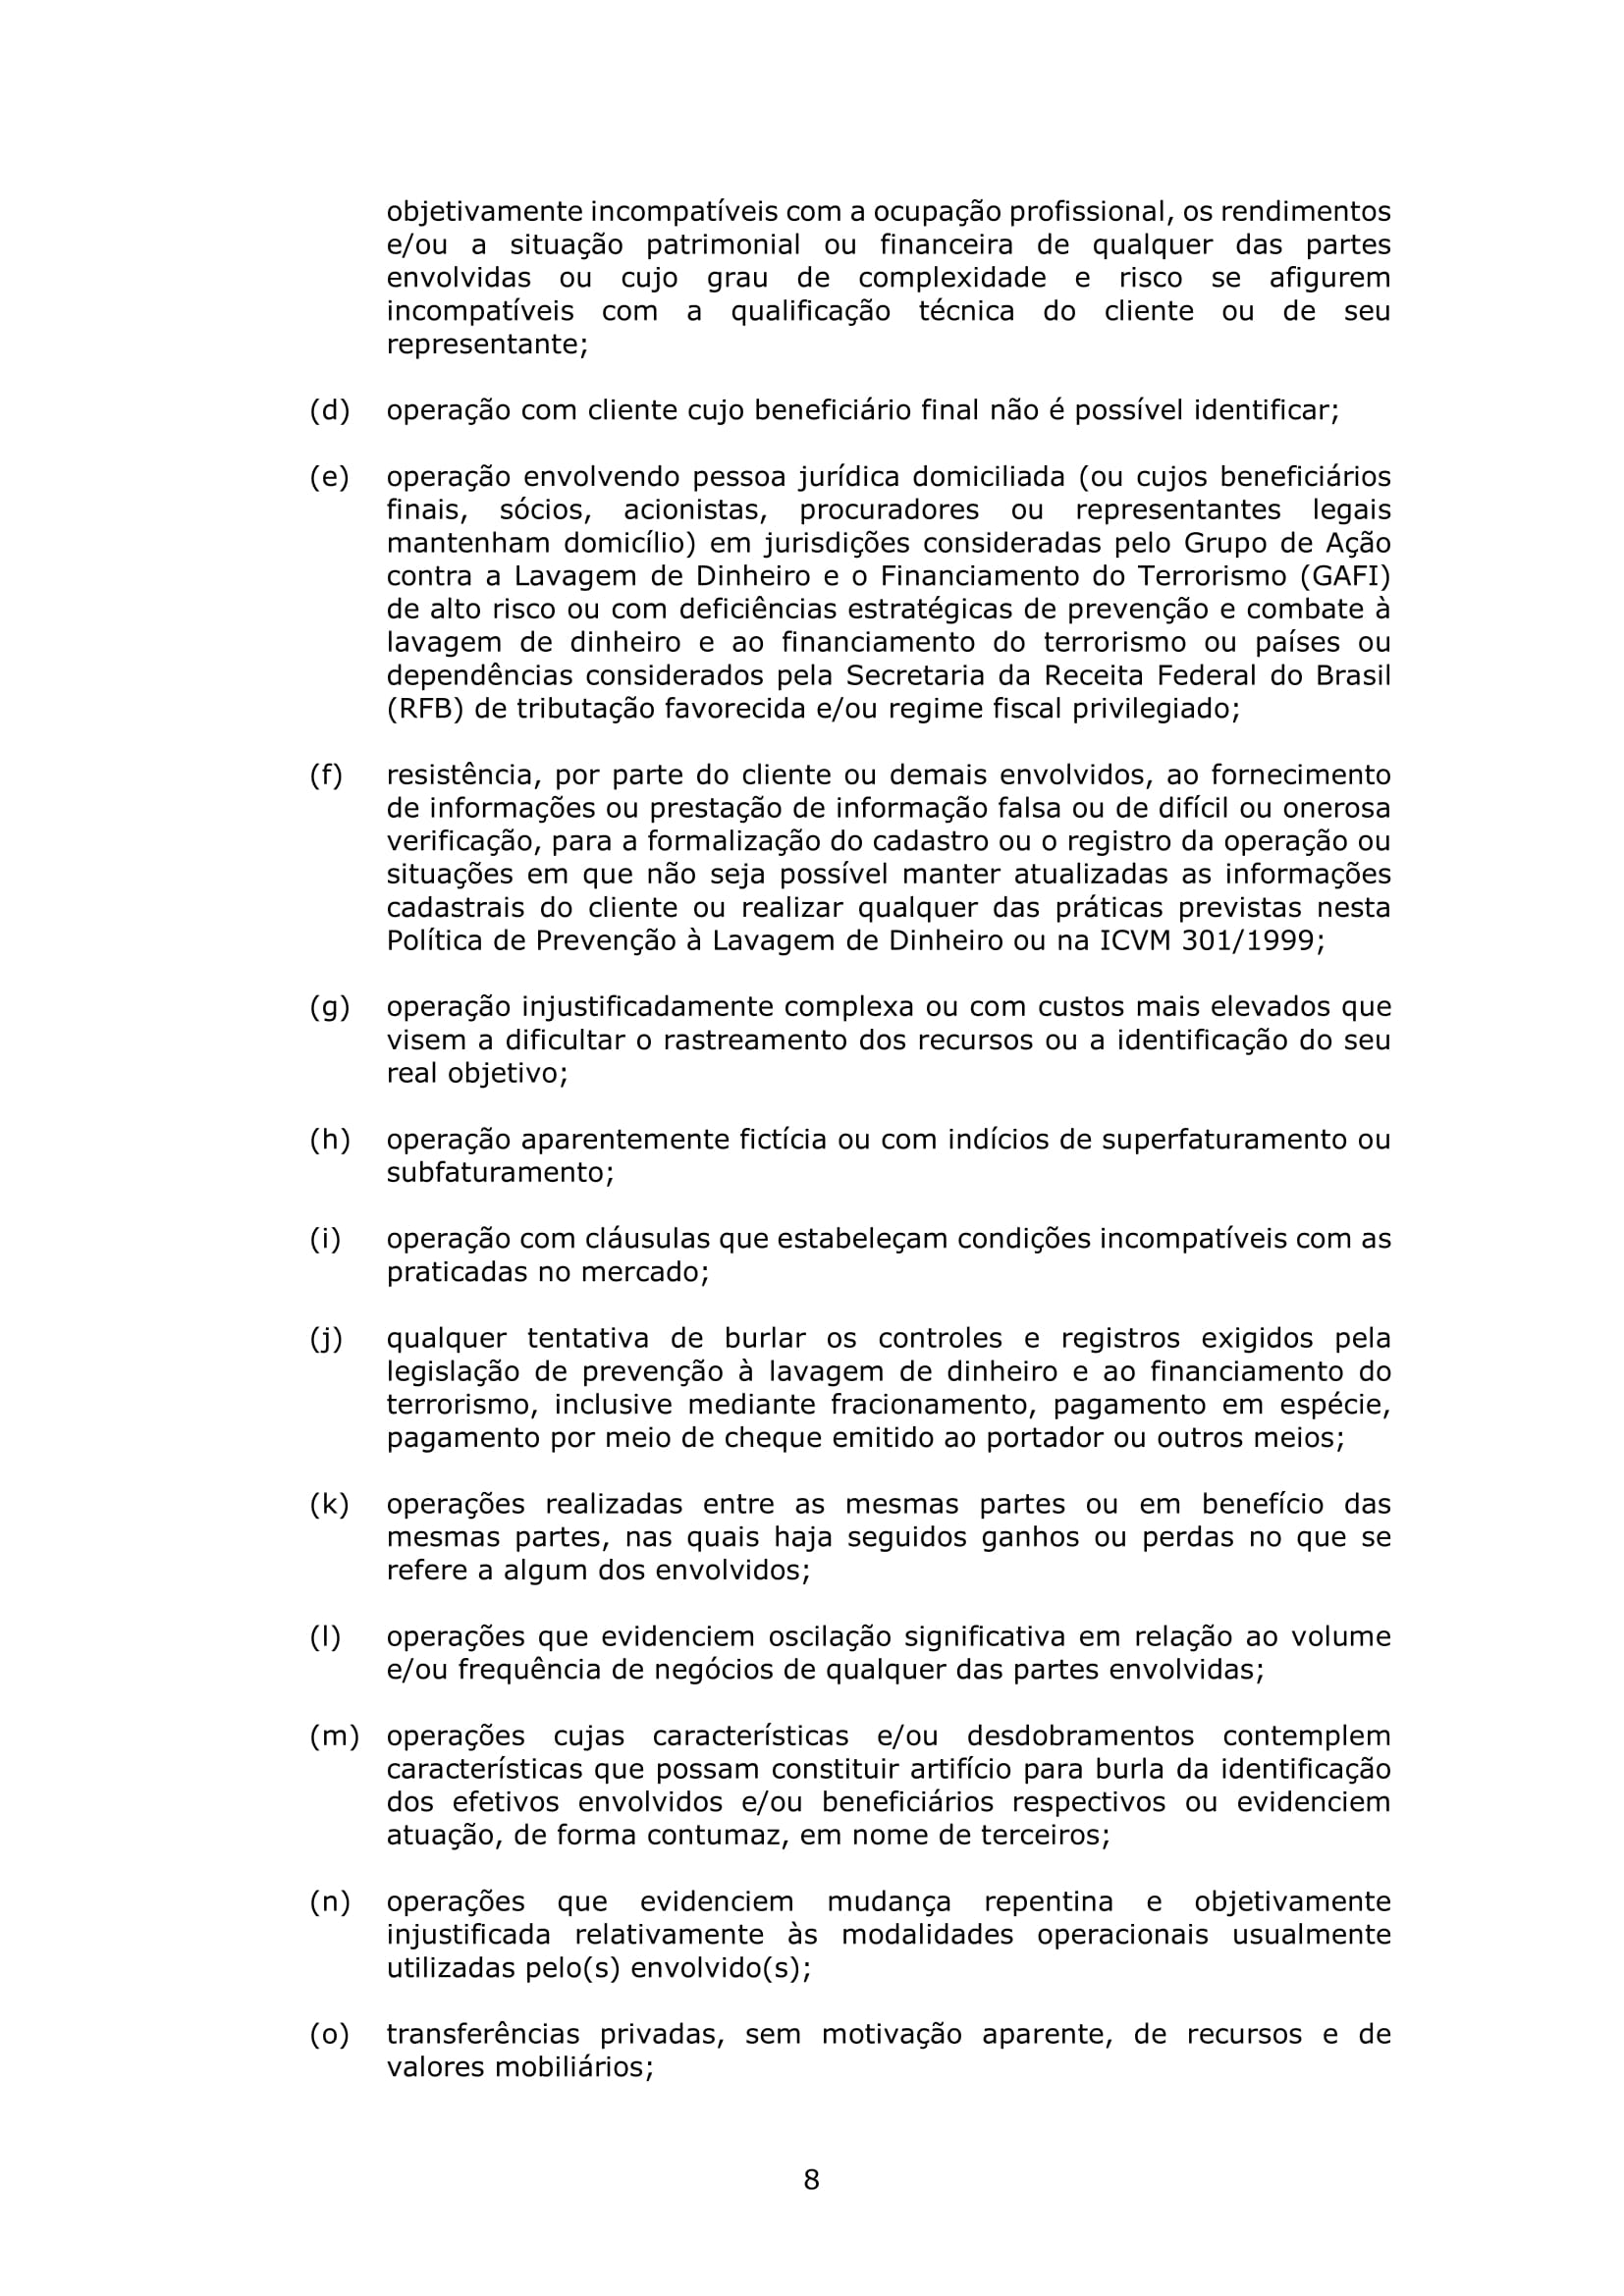 objetivamente incompatíveis com a ocupação profissional, os rendimentos
e/ou a situação patrimonial ou financeira de qualquer das partes
envolvidas ou cujo grau de complexidade e risco se afigurem
incompatíveis com a qualificação técnica do cliente ou de seu
representante;
(d) operação com cliente cujo beneficiário final não é possível identificar;
(e) operação envolvendo pessoa jurídica domiciliada (ou cujos beneficiários
finais, sócios, acionistas, procuradores ou representantes legais
mantenham domicílio) em jurisdições consideradas pelo Grupo de Ação
contra a Lavagem de Dinheiro e o Financiamento do Terrorismo (GAFI)
de alto risco ou com deficiências estratégicas de prevenção e combate à
lavagem de dinheiro e ao financiamento do terrorismo ou países ou
dependências considerados pela Secretaria da Receita Federal do Brasil
(RFB) de tributação favorecida e/ou regime fiscal privilegiado;
(f) resistência, por parte do cliente ou demais envolvidos, ao fornecimento
de informações ou prestação de informação falsa ou de difícil ou onerosa
verificação, para a formalização do cadastro ou o registro da operação ou
situações em que não seja possível manter atualizadas as informações
cadastrais do cliente ou realizar qualquer das práticas previstas nesta
Política de Prevenção à Lavagem de Dinheiro ou na ICVM 301/1999;
(g) operação injustificadamente complexa ou com custos mais elevados que
visem a dificultar o rastreamento dos recursos ou a identificação do seu
real objetivo;
(h) operação aparentemente fictícia ou com indícios de superfaturamento ou
subfaturamento;
(i) operação com cláusulas que estabeleçam condições incompatíveis com as
praticadas no mercado;
(j) qualquer tentativa de burlar os controles e registros exigidos pela
legislação de prevenção à lavagem de dinheiro e ao financiamento do
terrorismo, inclusive mediante fracionamento, pagamento em espécie,
pagamento por meio de cheque emitido ao portador ou outros meios;
(k) operações realizadas entre as mesmas partes ou em benefício das
mesmas partes, nas quais haja seguidos ganhos ou perdas no que se
refere a algum dos envolvidos;
(l) operações que evidenciem oscilação significativa em relação ao volume
e/ou frequência de negócios de qualquer das partes envolvidas;
(m) operações cujas características e/ou desdobramentos contemplem
características que possam constituir artifício para burla da identificação
dos efetivos envolvidos e/ou beneficiários respectivos ou evidenciem
atuação, de forma contumaz, em nome de terceiros;
(n) operações que evidenciem mudança repentina e objetivamente
injustificada relativamente às modalidades operacionais usualmente
utilizadas pelo(s) envolvido(s);
(o) transferências privadas, sem motivação aparente, de recursos e de
valores mobiliários;
8